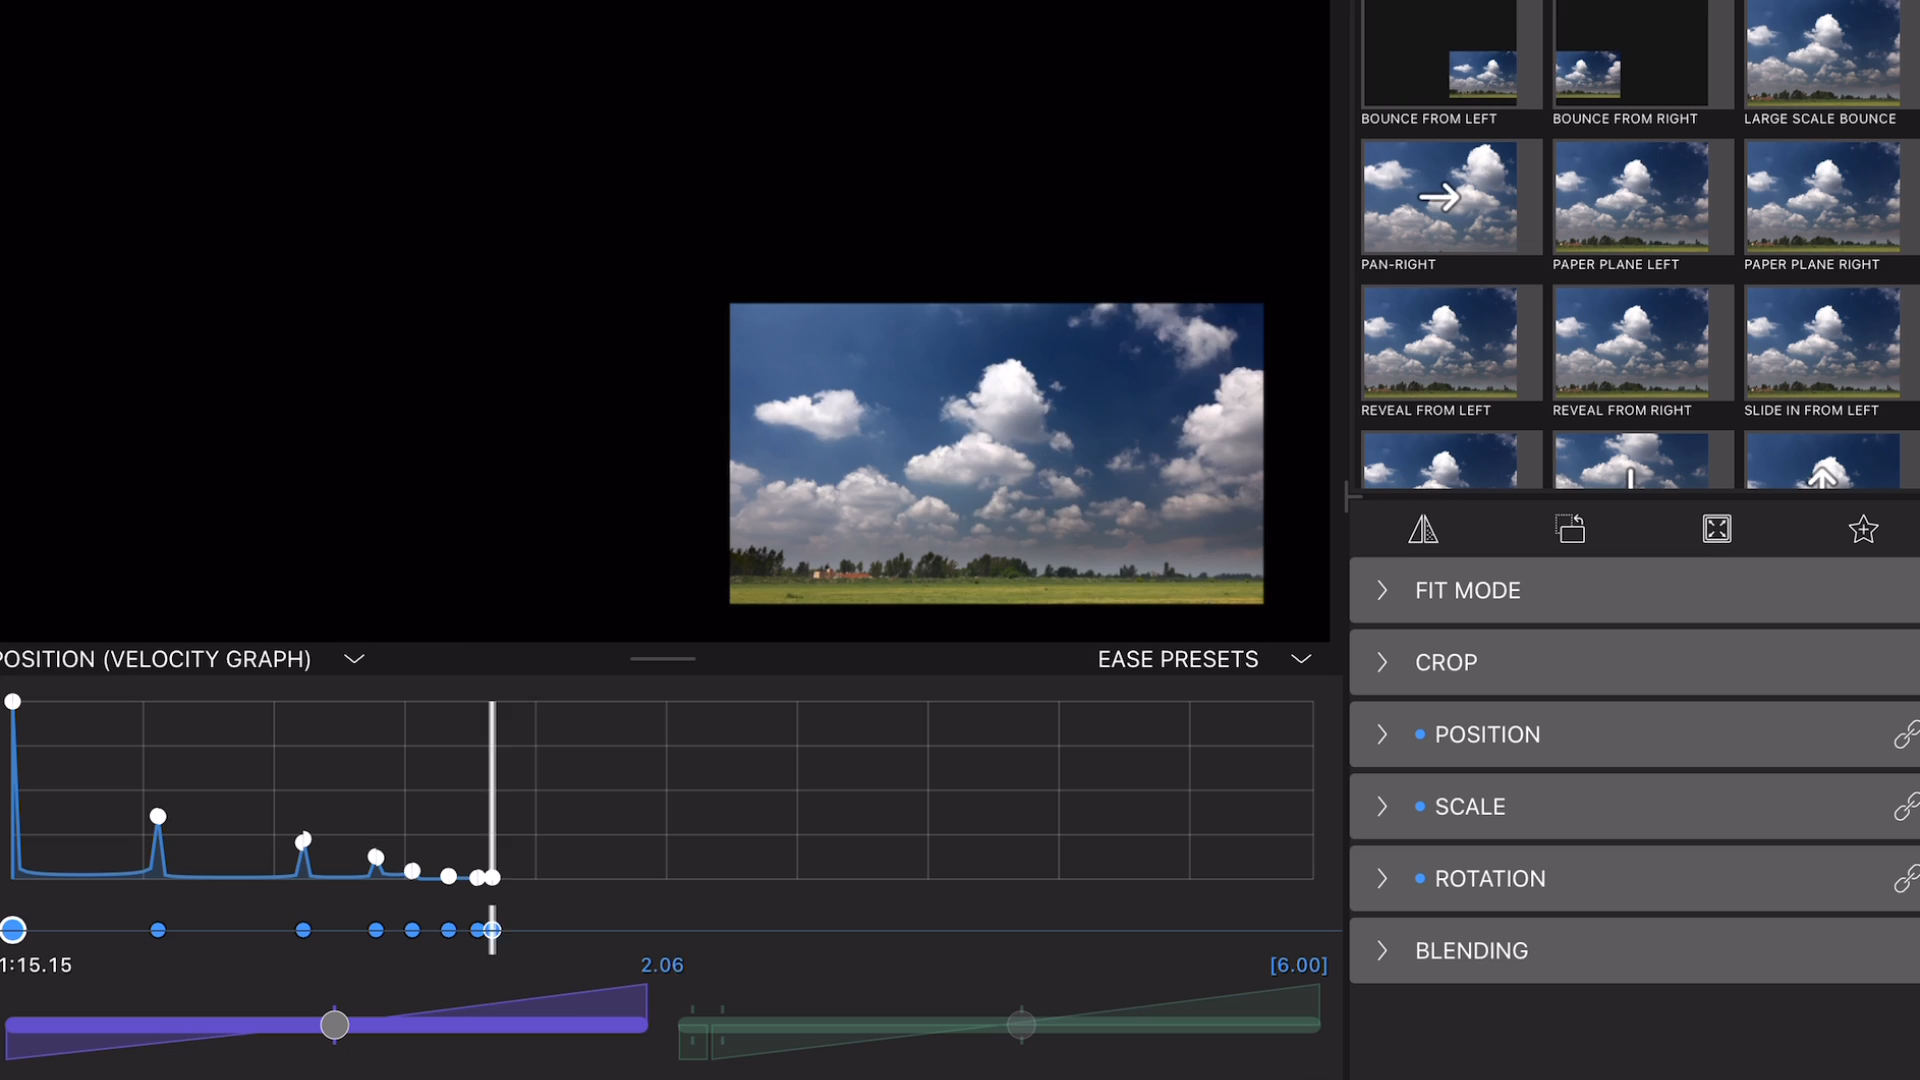 BOUNCE FROM LEFT
BOUNCE FROM RIGHT
LARGE SCALE BOUNCE
PAN-RIGHT
PAPER PLANE LEFT
PAPER PLANE RIGHT
REVEAL FROM LEFT
REVEAL FROM RIGHT
SLIDE IN FROM LEFT
FIT MODE
CROP
POSITION
SCALE
ROTATION
BLENDING
POSITION (VELOCITY GRAPH)
EASE PRESETS
1:15.15
2.06
[6.00]